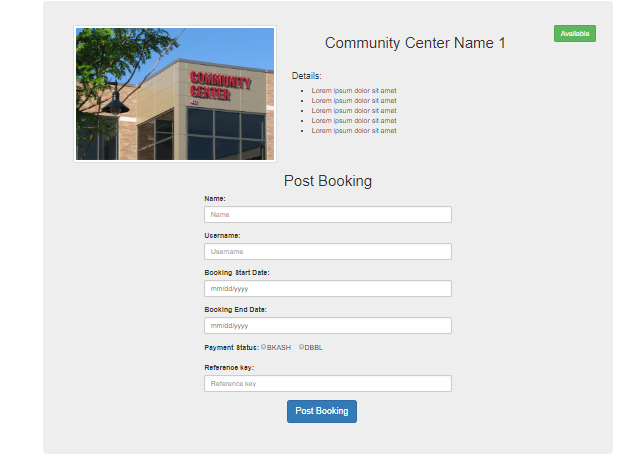 COMMUNITY
CENTER
Community Center Name 1
Available
Details:
Lorem ipsum dolor sit amet
Lorem ipsum dolor sit amet
Lorem ipsum dolor sit amet
Lorem ipsum dolor sit amet
Lorem ipsum dolor sit amet
Post Booking
Name:
Name
Username:
Username
Booking Start Date:
mm/dd/yyyy
Booking End Date:
mm/dd/yyyy
Payment Status: BKASH DBBL
Reference key:
Reference key
Post Booking